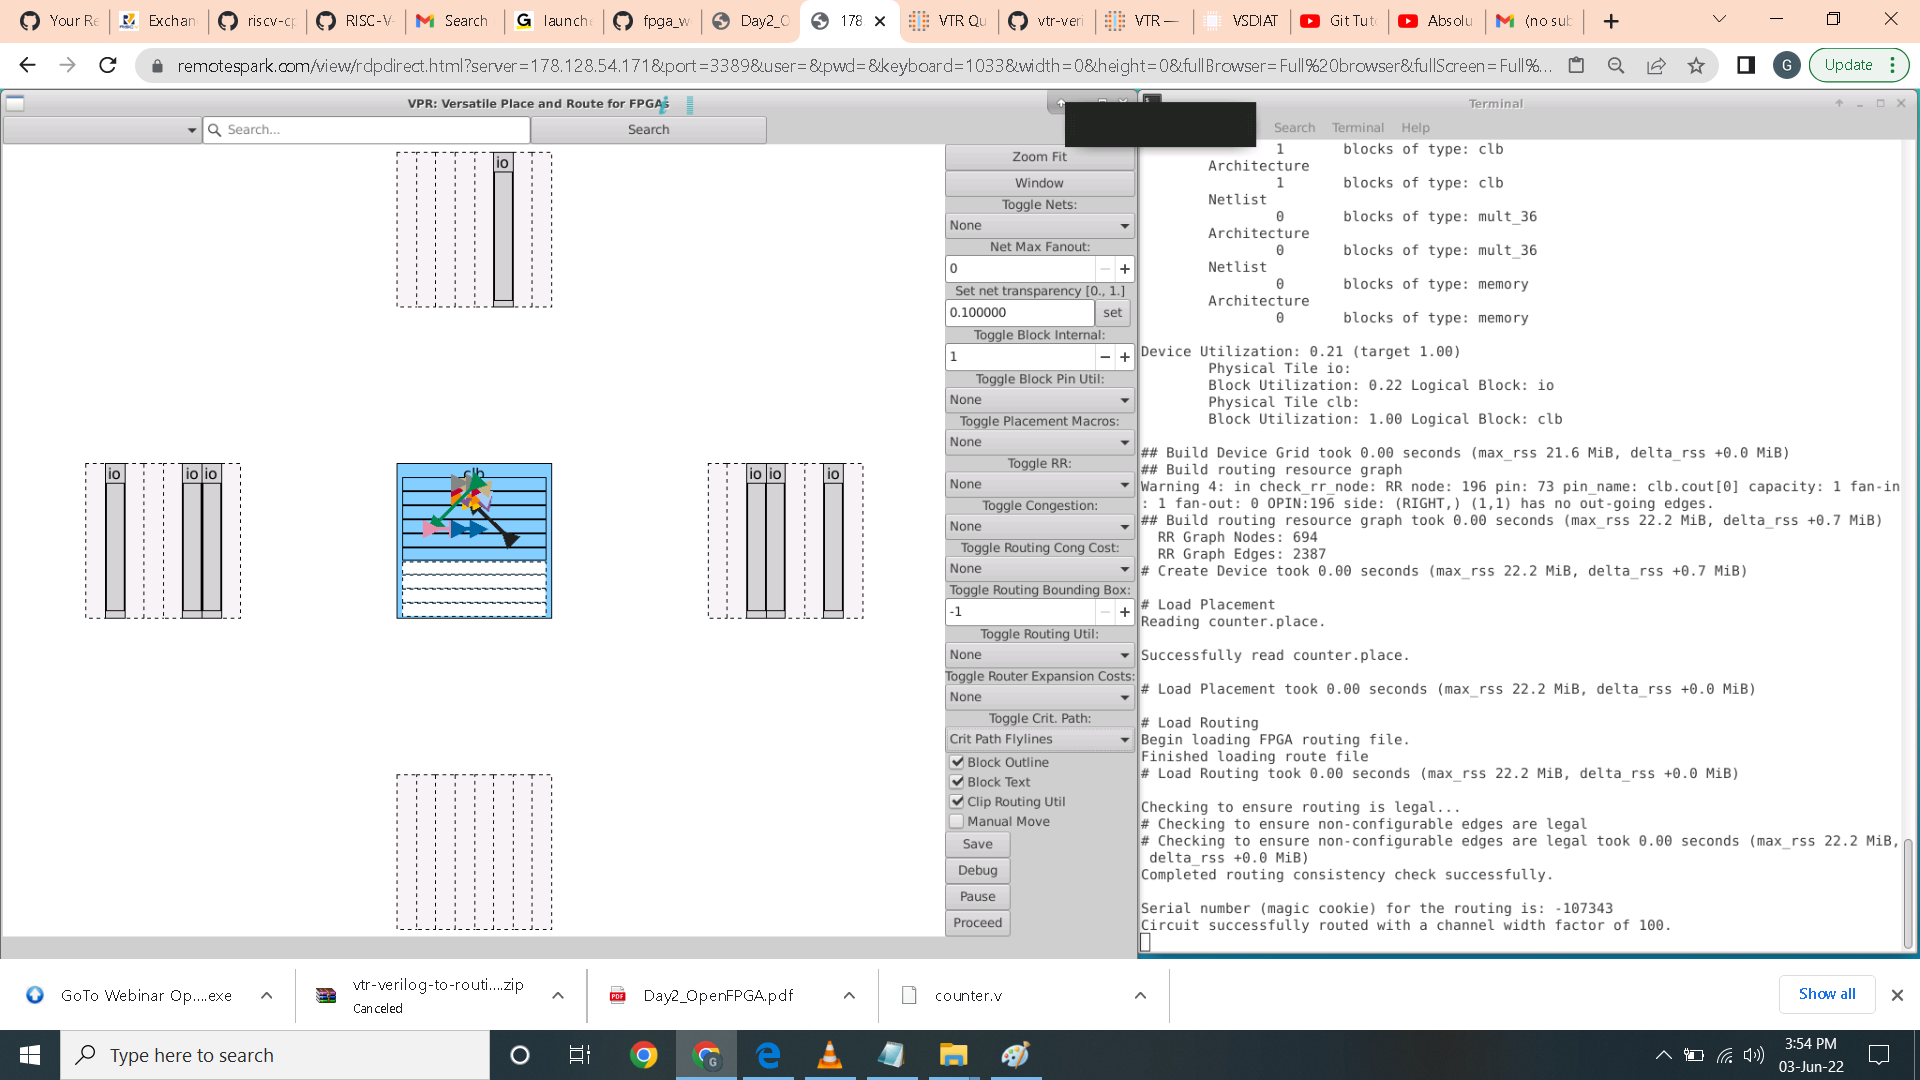 Your Re
Exchan
riscv-cp
RISC-V-
Search
launche
fpga_w
Day2_O
178
VTR Qu
vtr-veri
VTR —
VSDIAT
Git Tuto
Absolu
(no sub
remotespark.com/view/rdpdirect.html?server=178.128.54.171&port=3389&user=&pwd=&keyboard=1033&width=0&height=0&fullBrowser=Full%20browser&fullScreen=Full%...
G
Update
VPR: Versatile Place and Route for FPGAs
Search...
Search
io
io
io
io
clb
io
io
io
Zoom Fit
Window
Toggle Nets:
None
Net Max Fanout:
0
Set net transparency [0., 1.]
0.100000
set
Toggle Block Internal:
1
Toggle Block Pin Util:
None
Toggle Placement Macros:
None
Toggle RR:
None
Toggle Congestion:
None
Toggle Routing Cong Cost:
None
Toggle Routing Bounding Box:
-1
Toggle Routing Util:
None
Toggle Router Expansion Costs:
None
Toggle Crit. Path:
Crit Path Flylines
Block Outline
Block Text
Clip Routing Util
Manual Move
Save
Debug
Pause
Proceed
Terminal
Search Terminal Help
1 blocks of type: clb
Architecture
1 blocks of type: clb
Netlist
0 blocks of type: mult_36
Architecture
0 blocks of type: mult_36
Netlist
0 blocks of type: memory
Architecture
0 blocks of type: memory
Device Utilization: 0.21 (target 1.00)
Physical Tile io:
Block Utilization: 0.22 Logical Block: io
Physical Tile clb:
Block Utilization: 1.00 Logical Block: clb
## Build Device Grid took 0.00 seconds (max_rss 21.6 MiB, delta_rss +0.0 MiB)
## Build routing resource graph
Warning 4: in check_rr_node: RR node: 196 pin: 73 pin_name: clb.cout[0] capacity: 1 fan-in
: 1 fan-out: 0 OPIN:196 side: (RIGHT,) (1,1) has no out-going edges.
## Build routing resource graph took 0.00 seconds (max_rss 22.2 MiB, delta_rss +0.7 MiB)
RR Graph Nodes: 694
RR Graph Edges: 2387
# Create Device took 0.00 seconds (max_rss 22.2 MiB, delta_rss +0.7 MiB)
# Load Placement
Reading counter.place.
Successfully read counter.place.
# Load Placement took 0.00 seconds (max_rss 22.2 MiB, delta_rss +0.0 MiB)
# Load Routing
Begin loading FPGA routing file.
Finished loading route file
# Load Routing took 0.00 seconds (max_rss 22.2 MiB, delta_rss +0.0 MiB)
Checking to ensure routing is legal...
# Checking to ensure non-configurable edges are legal
# Checking to ensure non-configurable edges are legal took 0.00 seconds (max_rss 22.2 MiB,
delta_rss +0.0 MiB)
Completed routing consistency check successfully.
Serial number (magic cookie) for the routing is: -107343
Circuit successfully routed with a channel width factor of 100.
GoTo Webinar Op....exe
vtr-verilog-to-routi....zip
Canceled
Day2_OpenFPGA.pdf
counter.v
Show all
Type here to search
3:54 PM
03-Jun-22